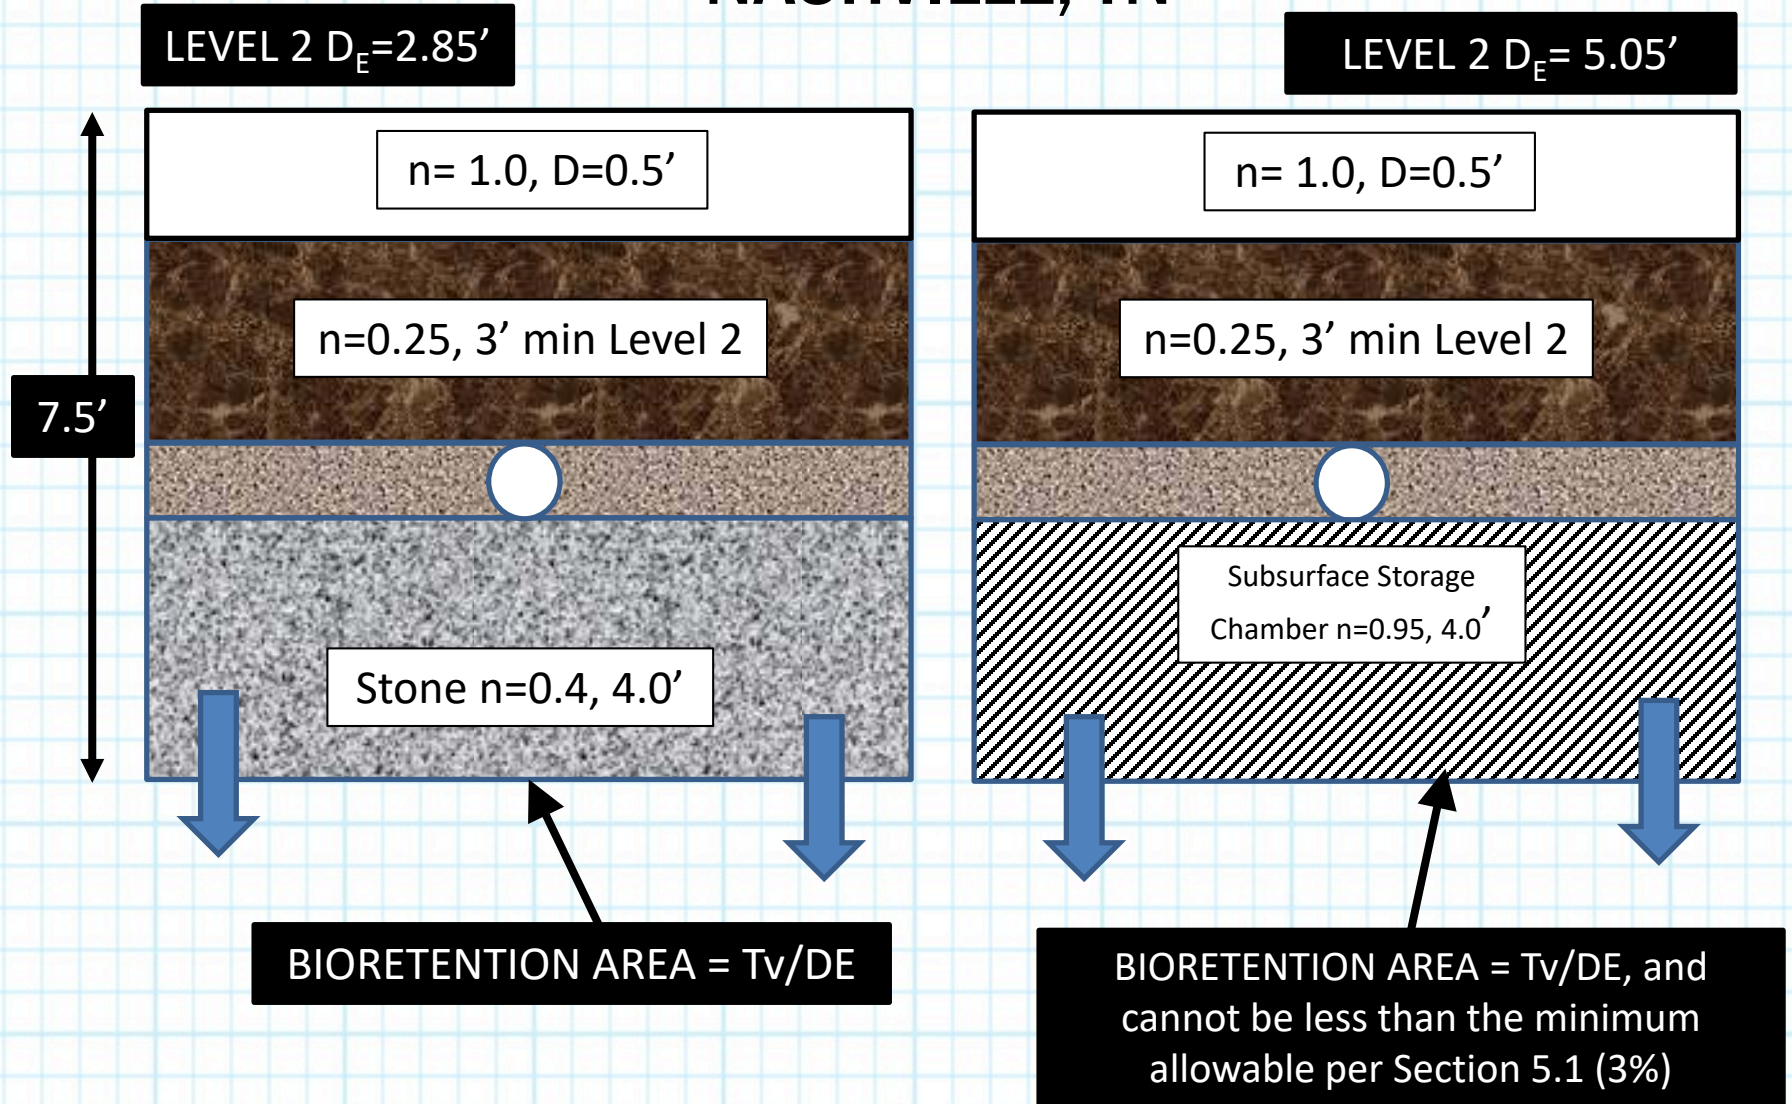 NASHVILLE, TN
LEVEL 2 DE=2.85’
LEVEL 2 DE= 5.05’
n= 1.0, D=0.5’
n= 1.0, D=0.5’
n=0.25, 3’ min Level 2
n=0.25, 3’ min Level 2
7.5’
Subsurface Storage
Chamber n=0.95, 4.0’
Stone n=0.4, 4.0’
BIORETENTION AREA = Tv/DE
BIORETENTION AREA = Tv/DE, and
cannot be less than the minimum
allowable per Section 5.1 (3%)